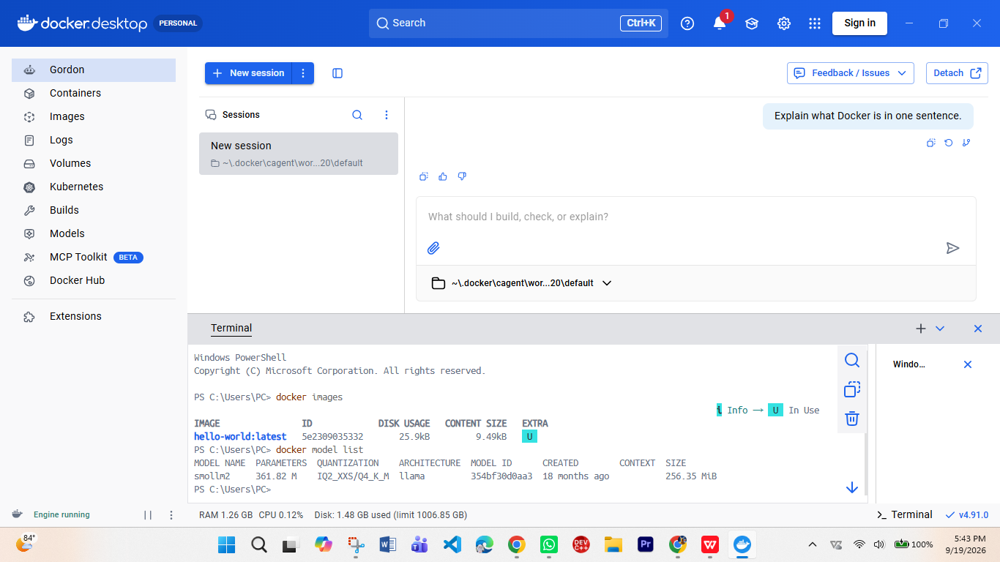 docker.desktop PERSONAL
Search Ctrl+K
1
Sign in
Gordon
Containers
Images
Logs
Volumes
Kubernetes
Builds
Models
MCP Toolkit BETA
Docker Hub
Extensions
New session
Feedback / Issues
Detach
Sessions
New session
~\.docker\cagent\wor...20\default
Explain what Docker is in one sentence.
What should I build, check, or explain?
~\.docker\cagent\wor...20\default
Terminal
Windows PowerShell
Copyright (C) Microsoft Corporation. All rights reserved.
PS C:\Users\PC> docker images
i Info → U In Use
IMAGE ID DISK USAGE CONTENT SIZE EXTRA
hello-world:latest 5e2309035332 25.9kB 9.49kB U
PS C:\Users\PC> docker model list
MODEL NAME PARAMETERS QUANTIZATION ARCHITECTURE MODEL ID CREATED CONTEXT SIZE
smollm2 361.82 M IQ2_XXS/Q4_K_M llama 354bf30d0aa3 18 months ago 256.35 MiB
PS C:\Users\PC>
Windo...
Engine running
RAM 1.26 GB CPU 0.12% Disk: 1.48 GB used (limit 1006.85 GB)
Terminal
v4.91.0
84°
DEV C++
Pr
100%
5:43 PM
9/19/2026